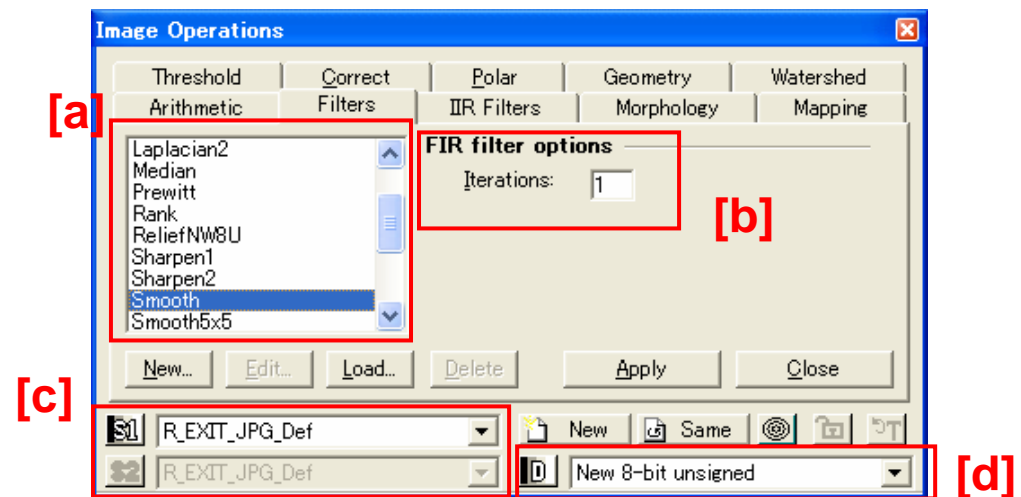 Image Operations
Threshold Correct Polar Geometry Watershed
[a]
Arithmetic Filters IIR Filters Morphology Mapping
Laplacian2
Median
Prewitt
Rank
ReliefNW8U
Sharpen1
Sharpen2
Smooth
Smooth5x5
FIR filter options
Iterations: 1
[b]
New... Edit... Load... Delete Apply Close
[c]
S1 R_EXIT_JPG_Def New Same
S2 R_EXIT_JPG_Def D New 8-bit unsigned
[d]